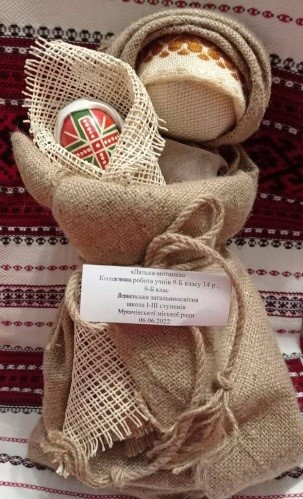 «Лялька-мотанка»
Колективна робота учнів 9-Б класу 14 р.,
9-Б клас
загальноосвітня
школа І-ІІІ ступенів
Мукачівської міської ради
06.06.2022